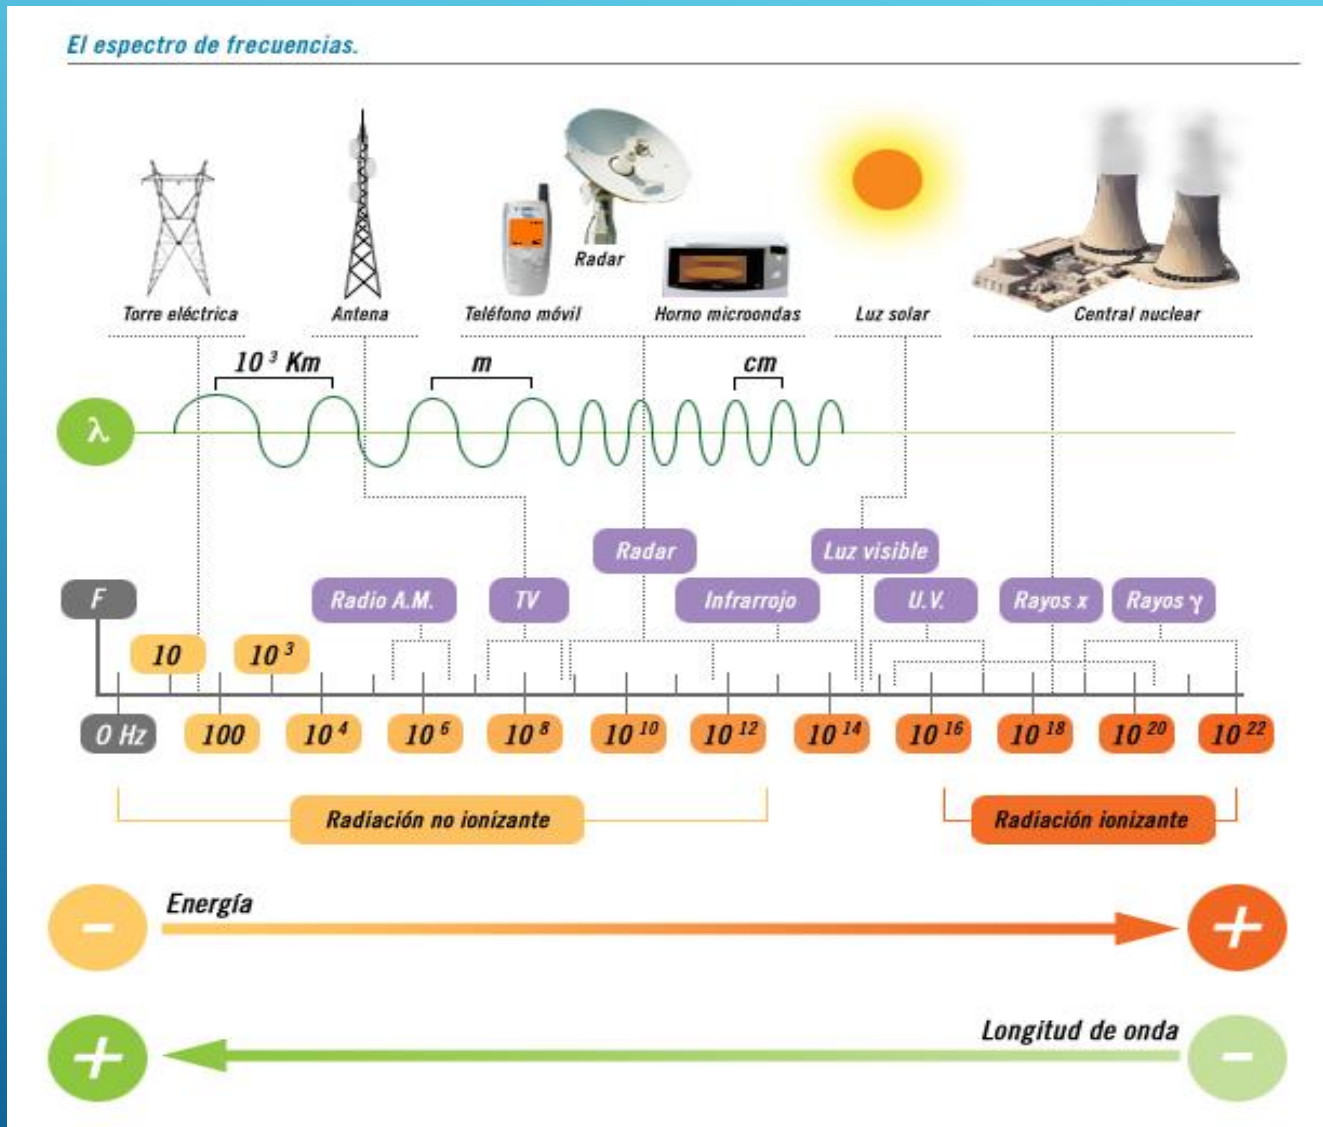 El espectro de frecuencias.
Radar
Torre eléctrica
Antena
Teléfono móvil
Horno microondas
Luz solar
Central nuclear
10³ Km
m
cm
λ
Radar
Luz visible
F
Radio A.M.
TV
Infrarrojo
U.V.
Rayos x
Rayos γ
10
10³
0 Hz
100
10⁴
10⁶
10⁸
10¹⁰
10¹²
10¹⁴
10¹⁶
10¹⁸
10²⁰
10²²
Radiación no ionizante
Radiación ionizante
Energía
-
+
Longitud de onda
+
-